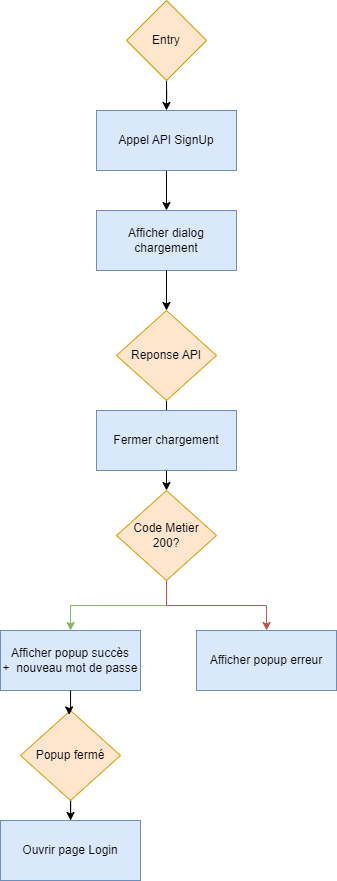 Entry
Appel API SignUp
Afficher dialog
chargement
Reponse API
Fermer chargement
Code Metier
200?
Afficher popup succès
+ nouveau mot de passe
Afficher popup erreur
Popup fermé
Ouvrir page Login